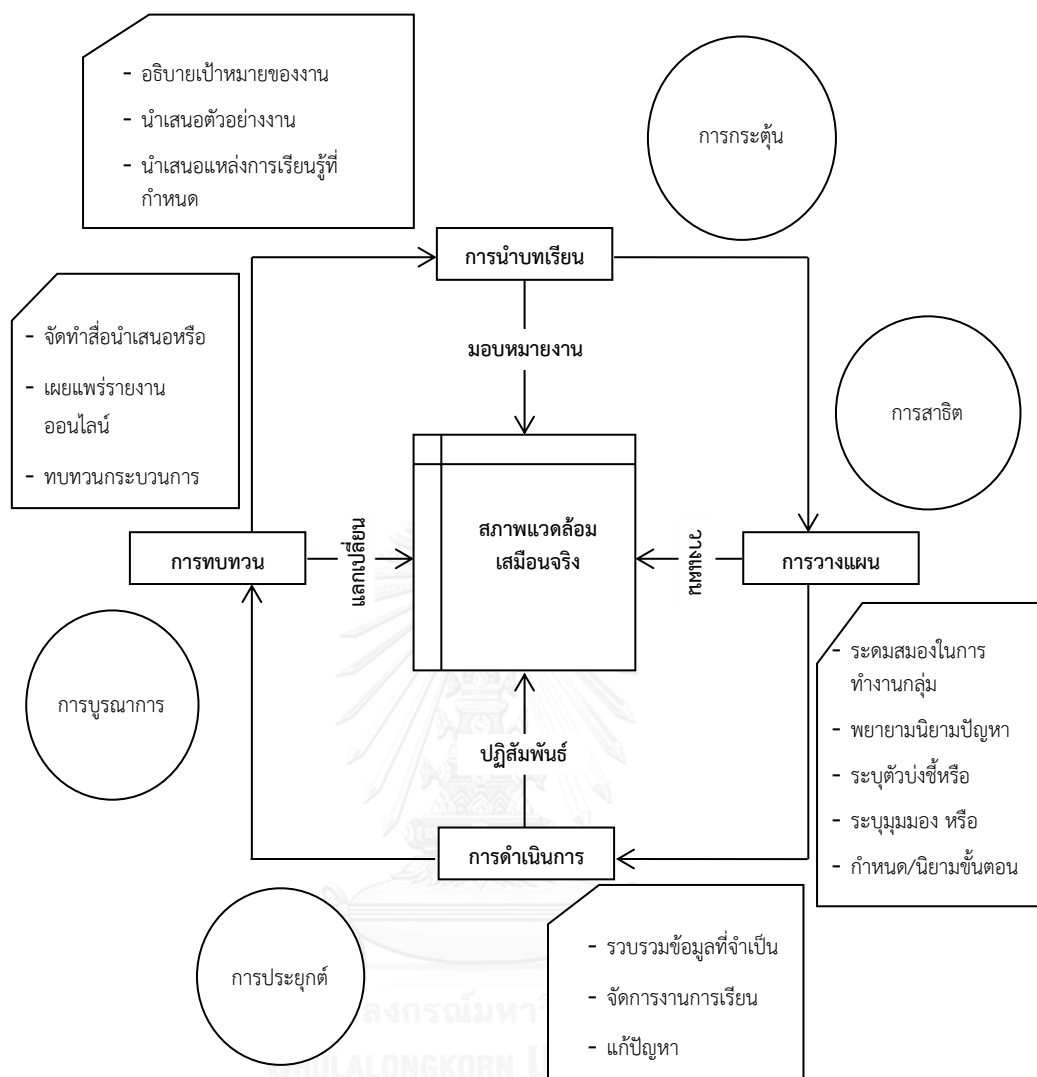 - อธิบายเป้าหมายของงาน
- นำเสนอตัวอย่างงาน
- นำเสนอแหล่งการเรียนรู้ที่
กำหนด
การกระตุ้น
การนำบทเรียน
- จัดทำสื่อนำเสนอหรือ
- เผยแพร่รายงาน
ออนไลน์
- ทบทวนกระบวนการ
มอบหมายงาน
การสาธิต
สภาพแวดล้อม
เสมือนจริง
การทบทวน
แลกเปลี่ยน
วางแผน
การวางแผน
การบูรณาการ
- ระดมสมองในการ
ทำงานกลุ่ม
- พยายามนิยามปัญหา
- ระบุตัวบ่งชี้หรือ
- ระบุมุมมอง หรือ
- กำหนด/นิยามขั้นตอน
ปฏิสัมพันธ์
การดำเนินการ
การประยุกต์
- รวบรวมข้อมูลที่จำเป็น
- จัดการงานการเรียน
- แก้ปัญหา
ลงกรณ์มหาวิ
CHULALONGKORN U